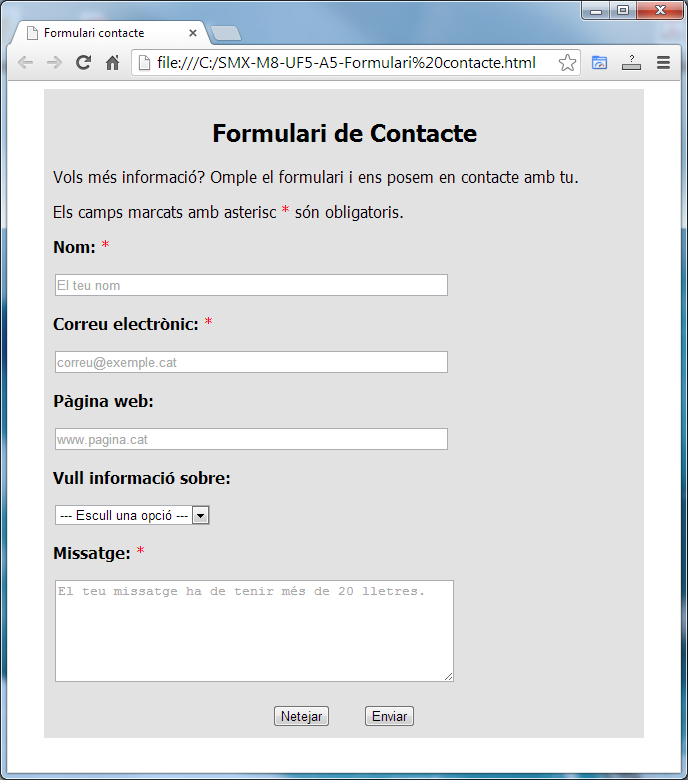 Formulari contacte
file:///C:/SMX-M8-UF5-A5-Formulari%20contacte.html
Formulari de Contacte
Vols més informació? Omple el formulari i ens posem en contacte amb tu.
Els camps marcats amb asterisc * són obligatoris.
Nom: *
El teu nom
Correu electrònic: *
correu@exemple.cat
Pàgina web:
www.pagina.cat
Vull informació sobre:
--- Escull una opció ---
Missatge: *
El teu missatge ha de tenir més de 20 lletres.
Netejar Enviar